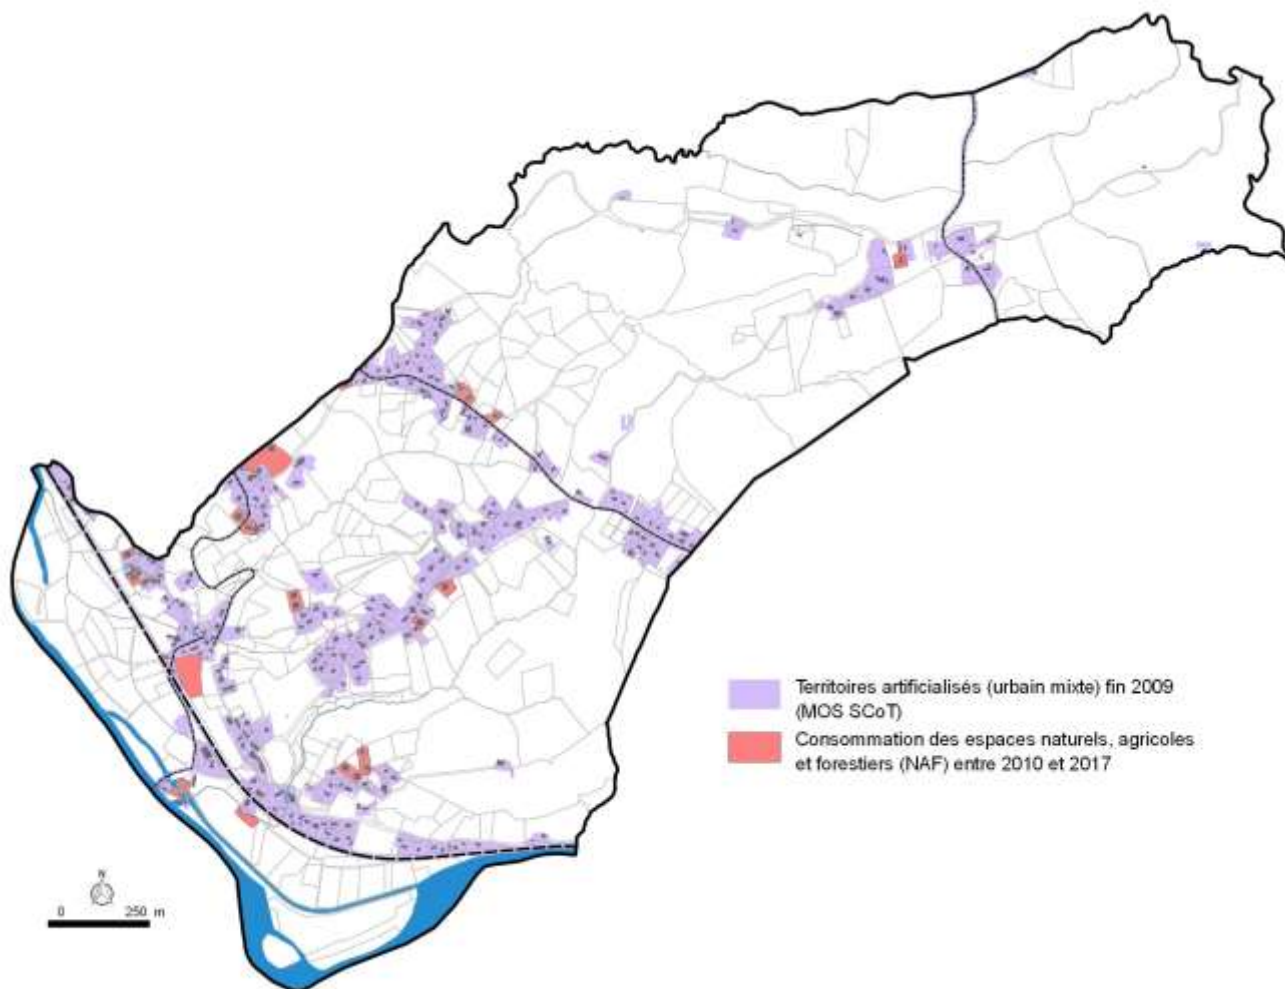 Territoires artificialisés (urbain mixte) fin 2009
(MOS SCoT)
Consommation des espaces naturels, agricoles
et forestiers (NAF) entre 2010 et 2017
N
0 250 m